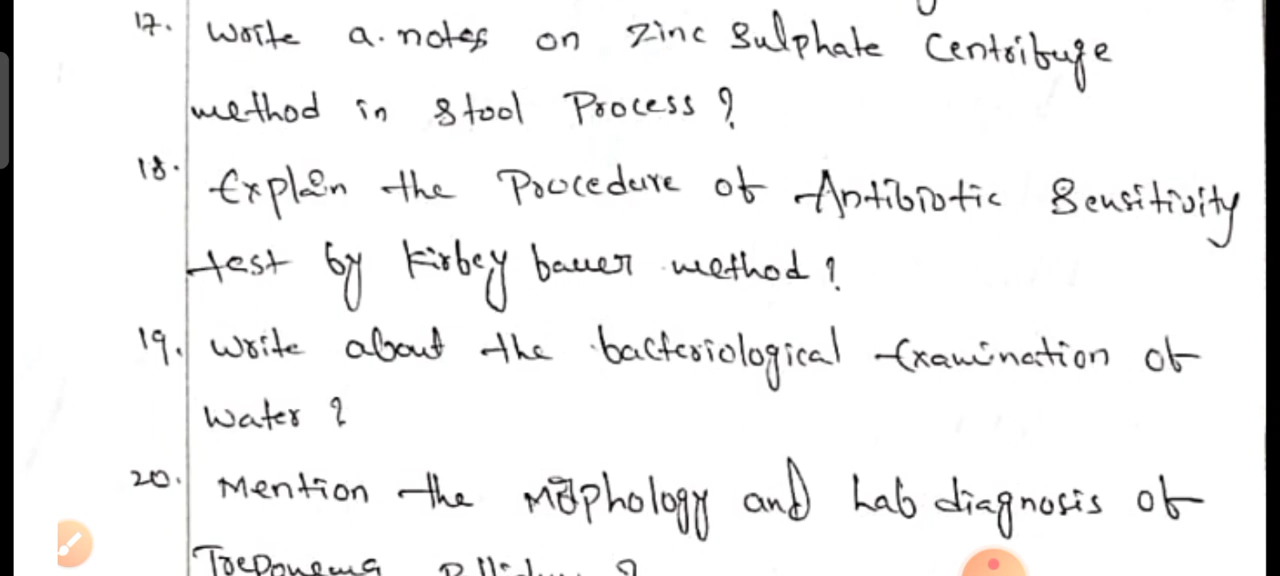 17. Write a. notes on Zinc Sulphate Centrifuge
method in Stool Process ?
18. Explain the Procedure of Antibiotic Sensitivity
test by Kirbey bauer method ?
19. Write about the bacteriological Examination of
Water ?
20. Mention the Morphology and Lab diagnosis of
Treponema ?